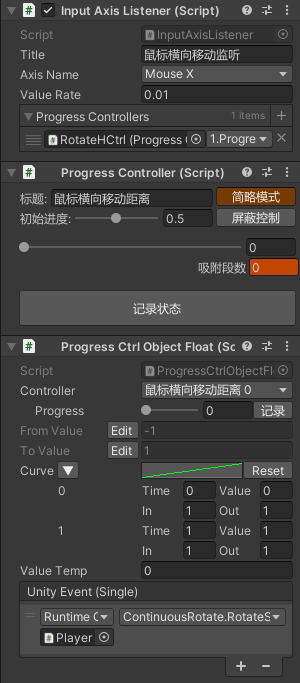 Input Axis Listener (Script)
Script InputAxisListener
Title 鼠标横向移动监听
Axis Name Mouse X
Value Rate 0.01
Progress Controllers 1 items +
RotateHCtrl (Progress C 1.Progre
Progress Controller (Script)
标题: 鼠标横向移动距离 简略模式
初始进度: 0.5 屏蔽控制
0
吸附段数 0
记录状态
Progress Ctrl Object Float (Sc
Script ProgressCtrlObjectFl
Controller 鼠标横向移动距离 0
Progress 0 记录
From Value Edit -1
To Value Edit 1
Curve Reset
0 Time 0 Value 0
In 1 Out 1
1 Time 1 Value 1
In 1 Out 1
Value Temp 0
Unity Event (Single)
Runtime ContinuousRotate.RotateS
Player
+ −